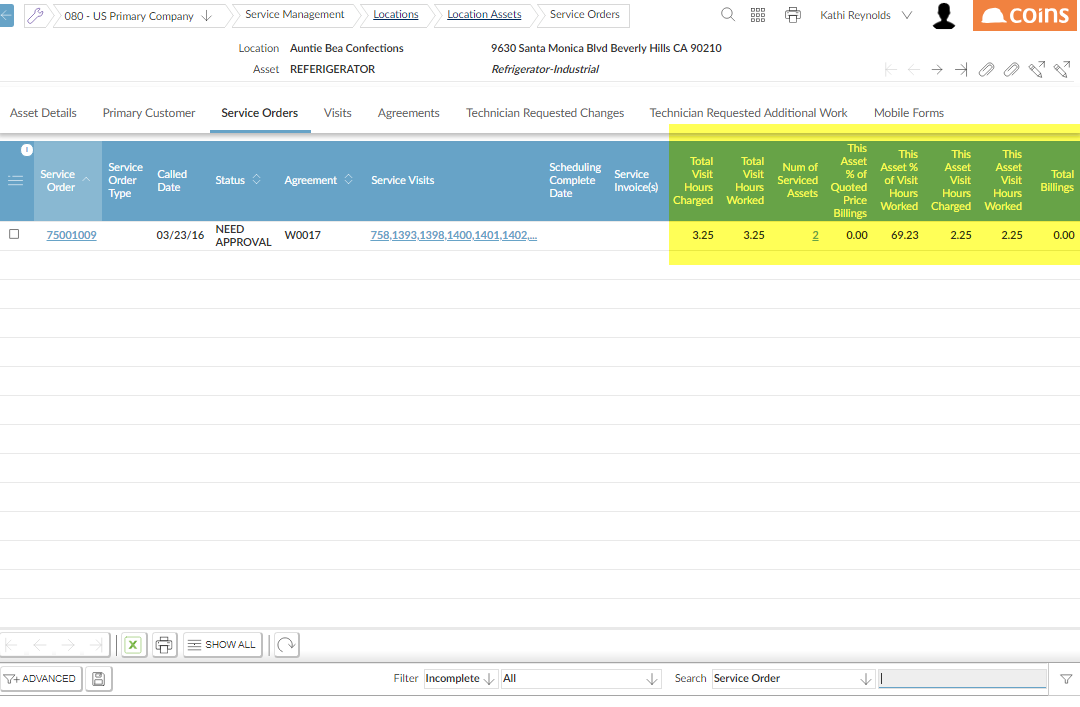 080 - US Primary Company
Service Management
Locations
Location Assets
Service Orders
Kathi Reynolds
coins
Location Auntie Bea Confections 9630 Santa Monica Blvd Beverly Hills CA 90210
Asset REFERIGERATOR Refrigerator-Industrial
Asset Details Primary Customer Service Orders Visits Agreements Technician Requested Changes Technician Requested Additional Work Mobile Forms
Service
Order
Service
Order
Type
Called
Date
Status
Agreement
Service Visits
Scheduling
Complete
Date
Service
Invoice(s)
Total
Visit
Hours
Charged
Total
Visit
Hours
Worked
Num of
Serviced
Assets
This
Asset
% of
Quoted
Price
Billings
This
Asset %
of Visit
Hours
Worked
This
Asset
Visit
Hours
Charged
This
Asset
Visit
Hours
Worked
Total
Billings
75001009
03/23/16
NEED
APPROVAL
W0017
758,1393,1398,1400,1401,1402,...
3.25 3.25 2 0.00 69.23 2.25 2.25 0.00
SHOW ALL
ADVANCED
Filter Incomplete All Search Service Order